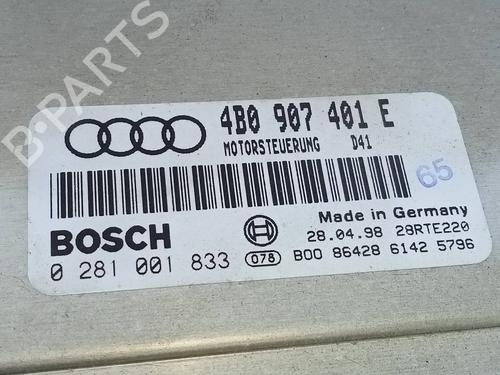 B-PARTS
4B0 907 401 E
MOTORSTEUERUNG D41
65
BOSCH
Made in Germany
28.04.98 28RTE220
0 281 001 833 078 B00 86428 6142 5796